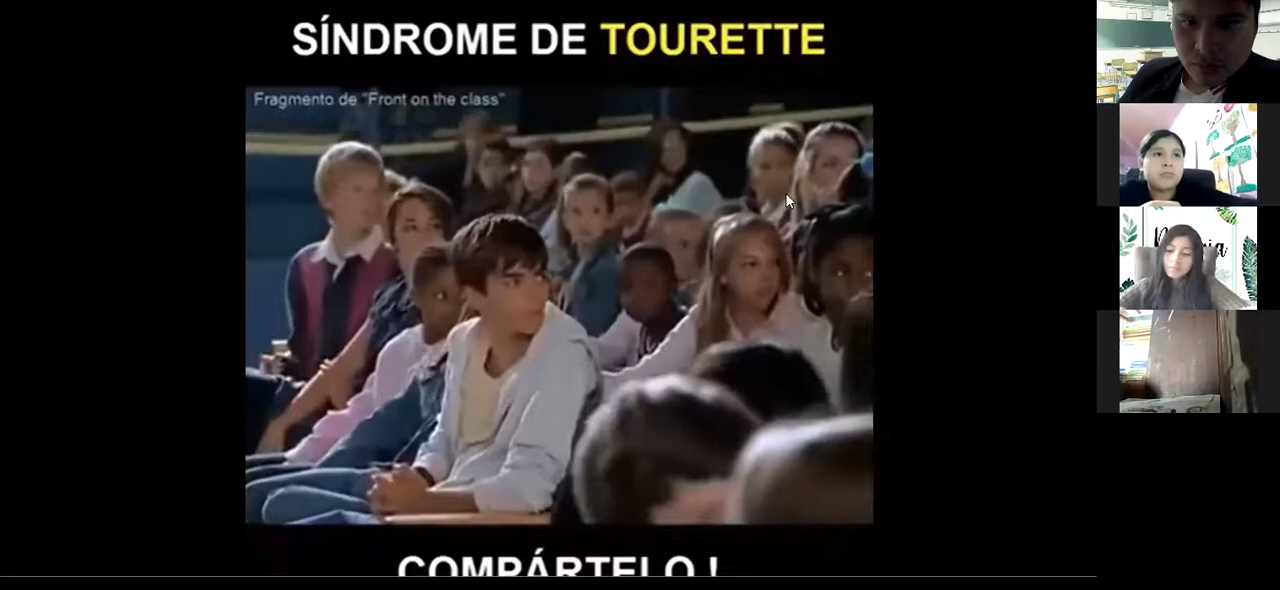 SÍNDROME DE TOURETTE
Fragmento de "Front on the class"
COMPÁRTELO !